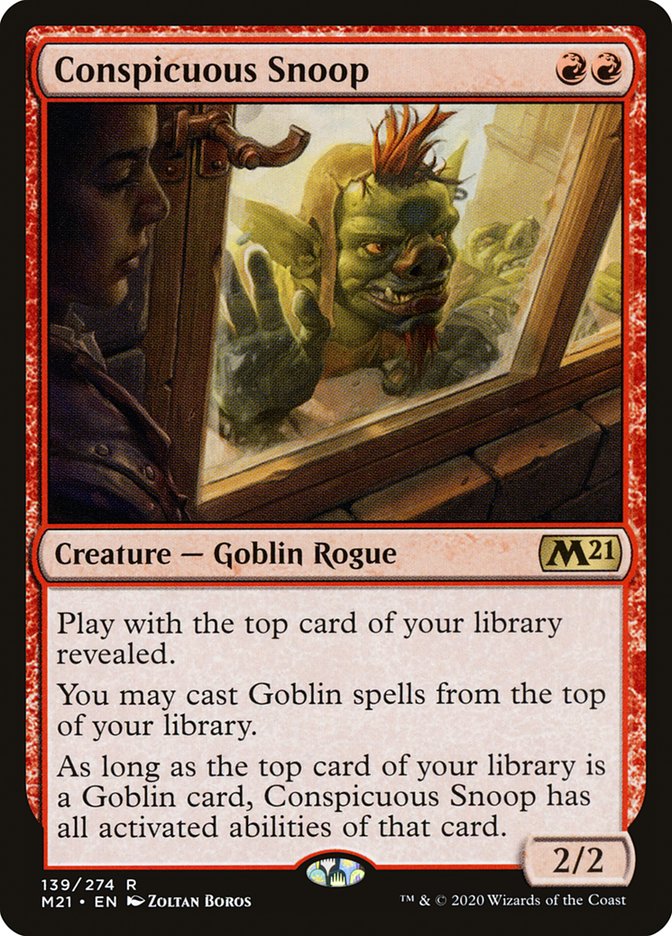 Conspicuous Snoop
Creature — Goblin Rogue
M21
Play with the top card of your library
revealed.
You may cast Goblin spells from the top
of your library.
As long as the top card of your library is
a Goblin card, Conspicuous Snoop has
all activated abilities of that card.
2/2
139/274 R
M21 • EN Zoltan Boros
™ & © 2020 Wizards of the Coast